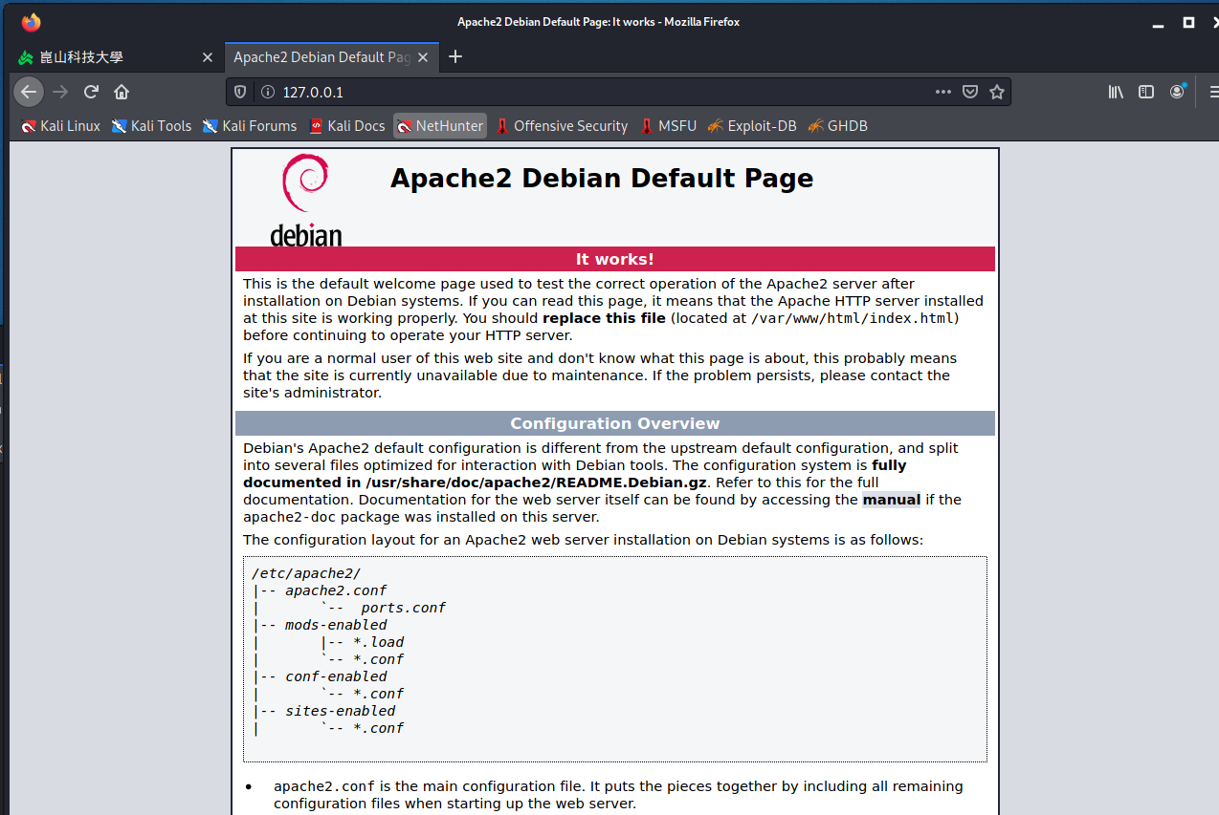 Apache2 Debian Default Page: It works - Mozilla Firefox
崑山科技大學
Apache2 Debian Default Pag
127.0.0.1
Kali Linux Kali Tools Kali Forums Kali Docs NetHunter Offensive Security MSFU Exploit-DB GHDB
debian
Apache2 Debian Default Page
It works!
This is the default welcome page used to test the correct operation of the Apache2 server after
installation on Debian systems. If you can read this page, it means that the Apache HTTP server installed
at this site is working properly. You should replace this file (located at /var/www/html/index.html)
before continuing to operate your HTTP server.
If you are a normal user of this web site and don't know what this page is about, this probably means
that the site is currently unavailable due to maintenance. If the problem persists, please contact the
site's administrator.
Configuration Overview
Debian's Apache2 default configuration is different from the upstream default configuration, and split
into several files optimized for interaction with Debian tools. The configuration system is fully
documented in /usr/share/doc/apache2/README.Debian.gz. Refer to this for the full
documentation. Documentation for the web server itself can be found by accessing the manual if the
apache2-doc package was installed on this server.
The configuration layout for an Apache2 web server installation on Debian systems is as follows:
/etc/apache2/
|-- apache2.conf
|       `--  ports.conf
|-- mods-enabled
|       |-- *.load
|       `-- *.conf
|-- conf-enabled
|       `-- *.conf
|-- sites-enabled
|       `-- *.conf
• apache2.conf is the main configuration file. It puts the pieces together by including all remaining
configuration files when starting up the web server.